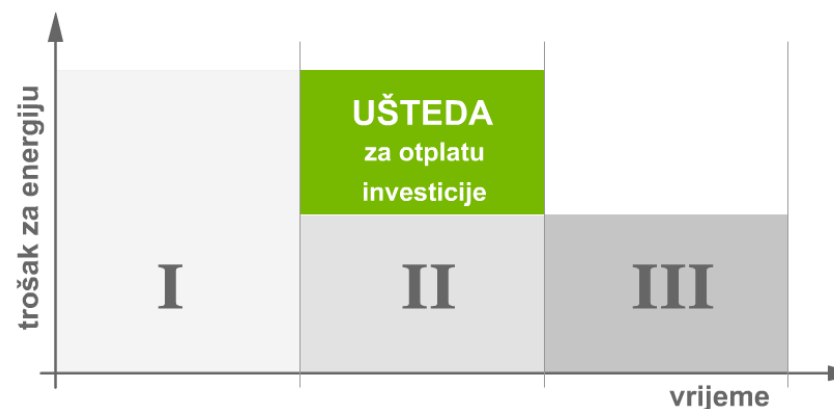 trošak za energiju
UŠTEDA
za otplatu
investicije
I
II
III
vrijeme